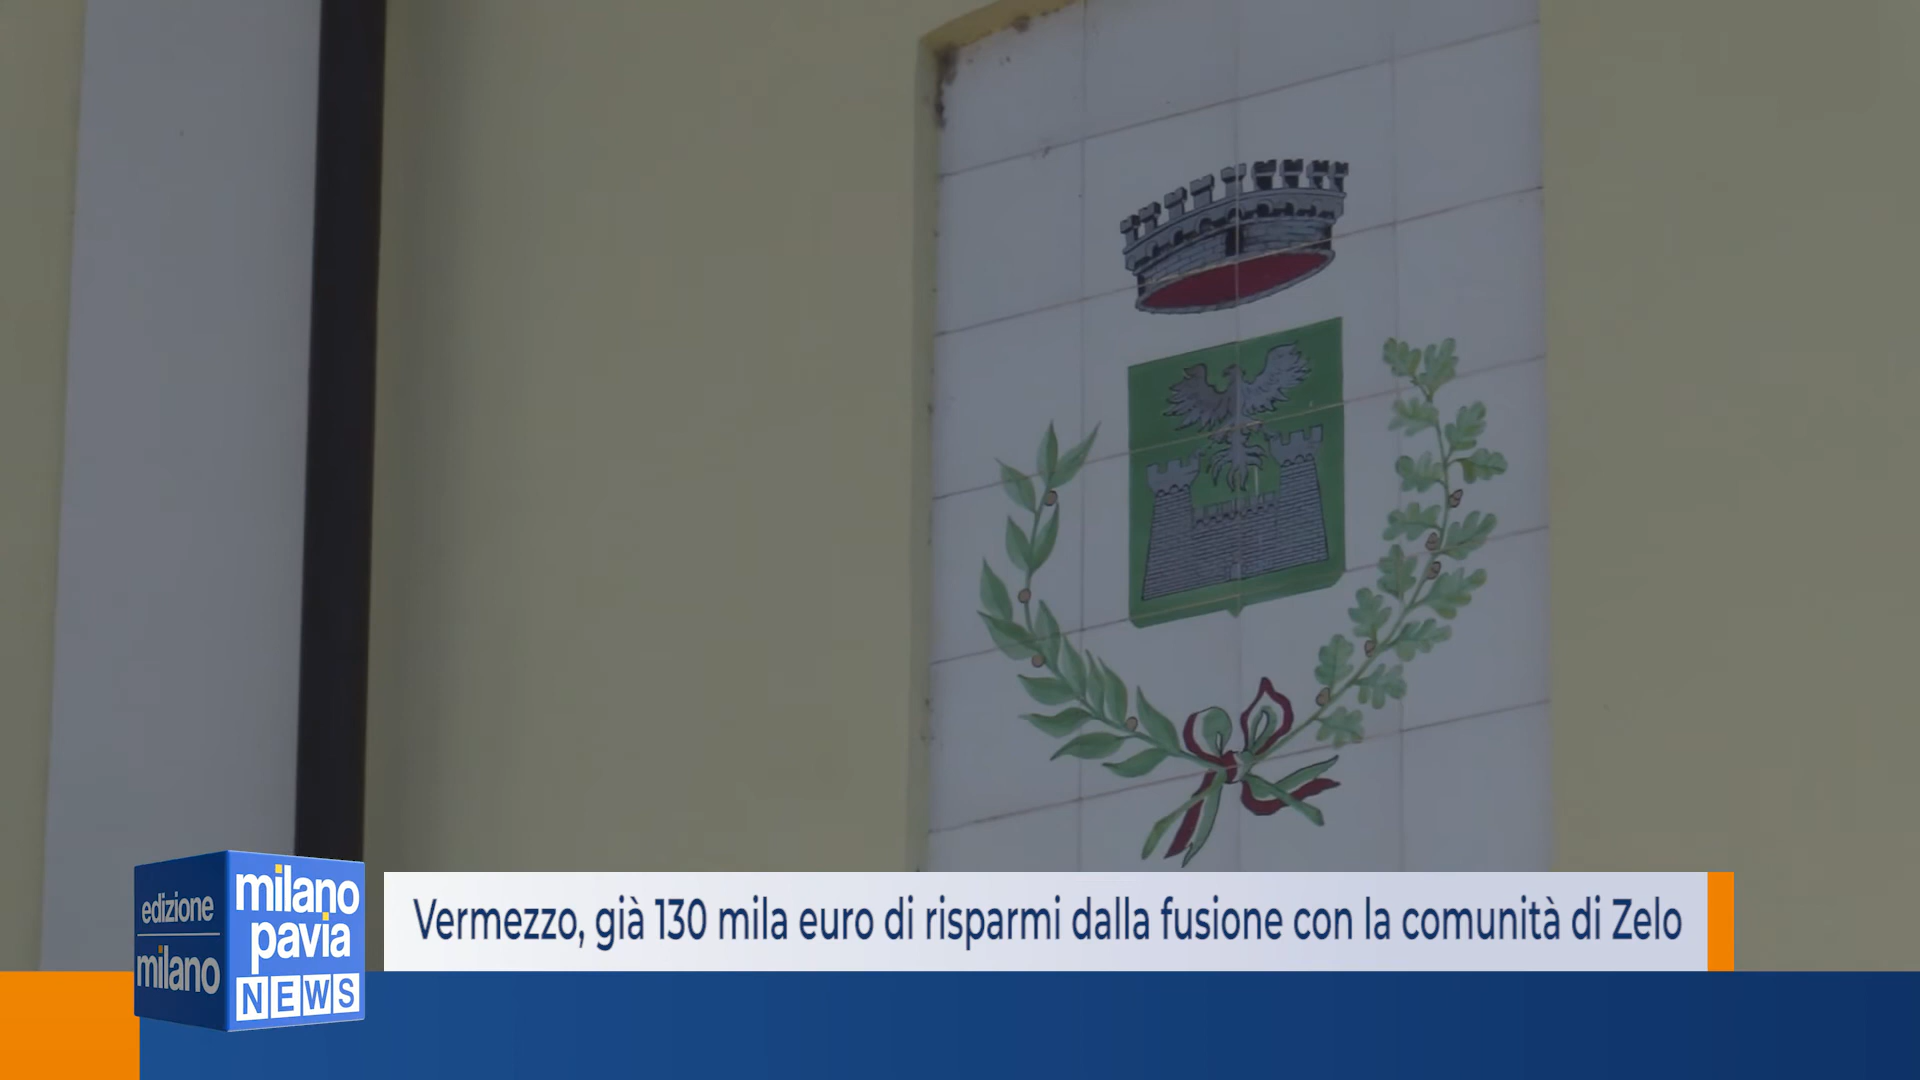 edizione
milano
milano
pavia
NEWS
Vermezzo, già 130 mila euro di risparmi dalla fusione con la comunità di Zelo